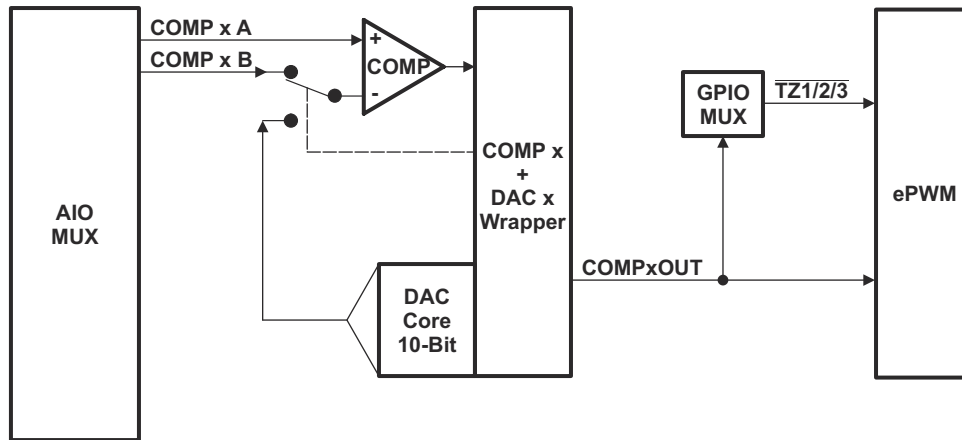 COMP x A
COMP x B
+
COMP
-
AIO
MUX
COMP x
+
DAC x
Wrapper
DAC
Core
10-Bit
COMPxOUT
GPIO
MUX
TZ1/2/3
ePWM